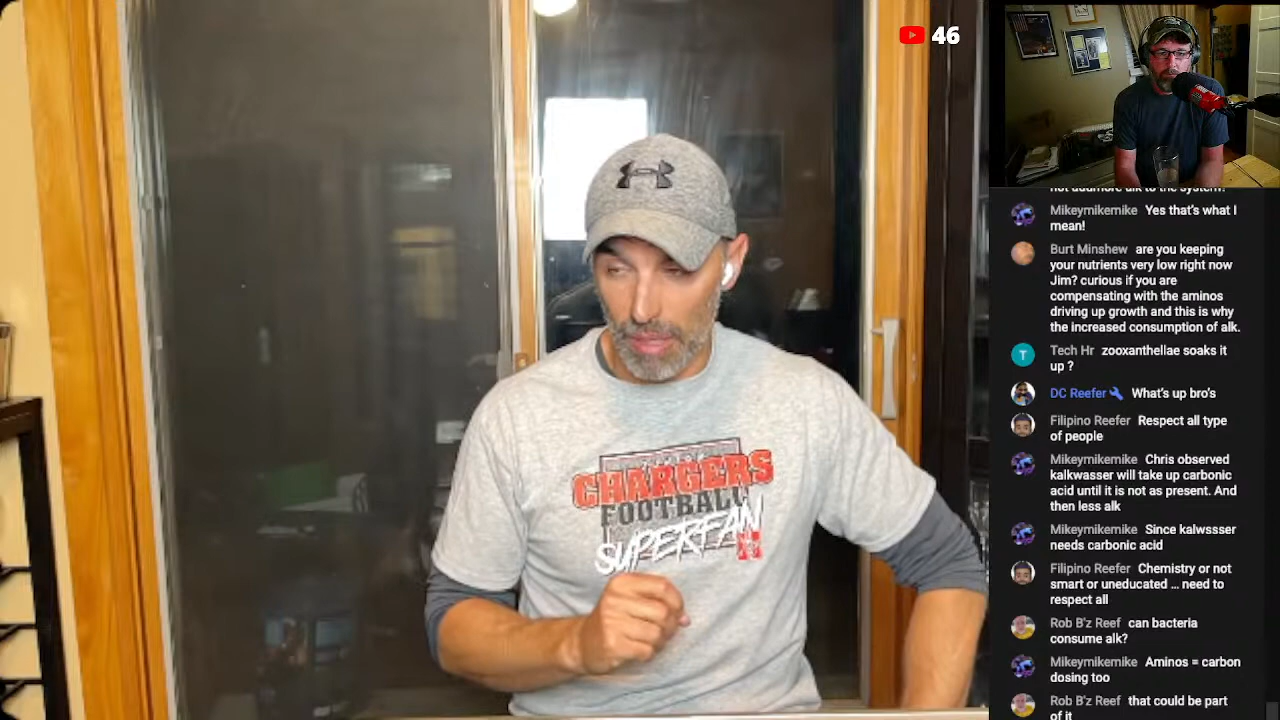 46
CHARGERS
FOOTBALL
SUPERFAN
H
not addmore alk to the system!
Mikeymikemike Yes that's what I
mean!
Burt Minshew are you keeping
your nutrients very low right now
Jim? curious if you are
compensating with the aminos
driving up growth and this is why
the increased consumption of alk.
T
Tech Hr zooxanthellae soaks it
up ?
DC Reefer What's up bro's
Filipino Reefer Respect all type
of people
Mikeymikemike Chris observed
kalkwasser will take up carbonic
acid until it is not as present. And
then less alk
Mikeymikemike Since kalwssser
needs carbonic acid
Filipino Reefer Chemistry or not
smart or uneducated ... need to
respect all
Rob B'z Reef can bacteria
consume alk?
Mikeymikemike Aminos = carbon
dosing too
Rob B'z Reef that could be part
of it